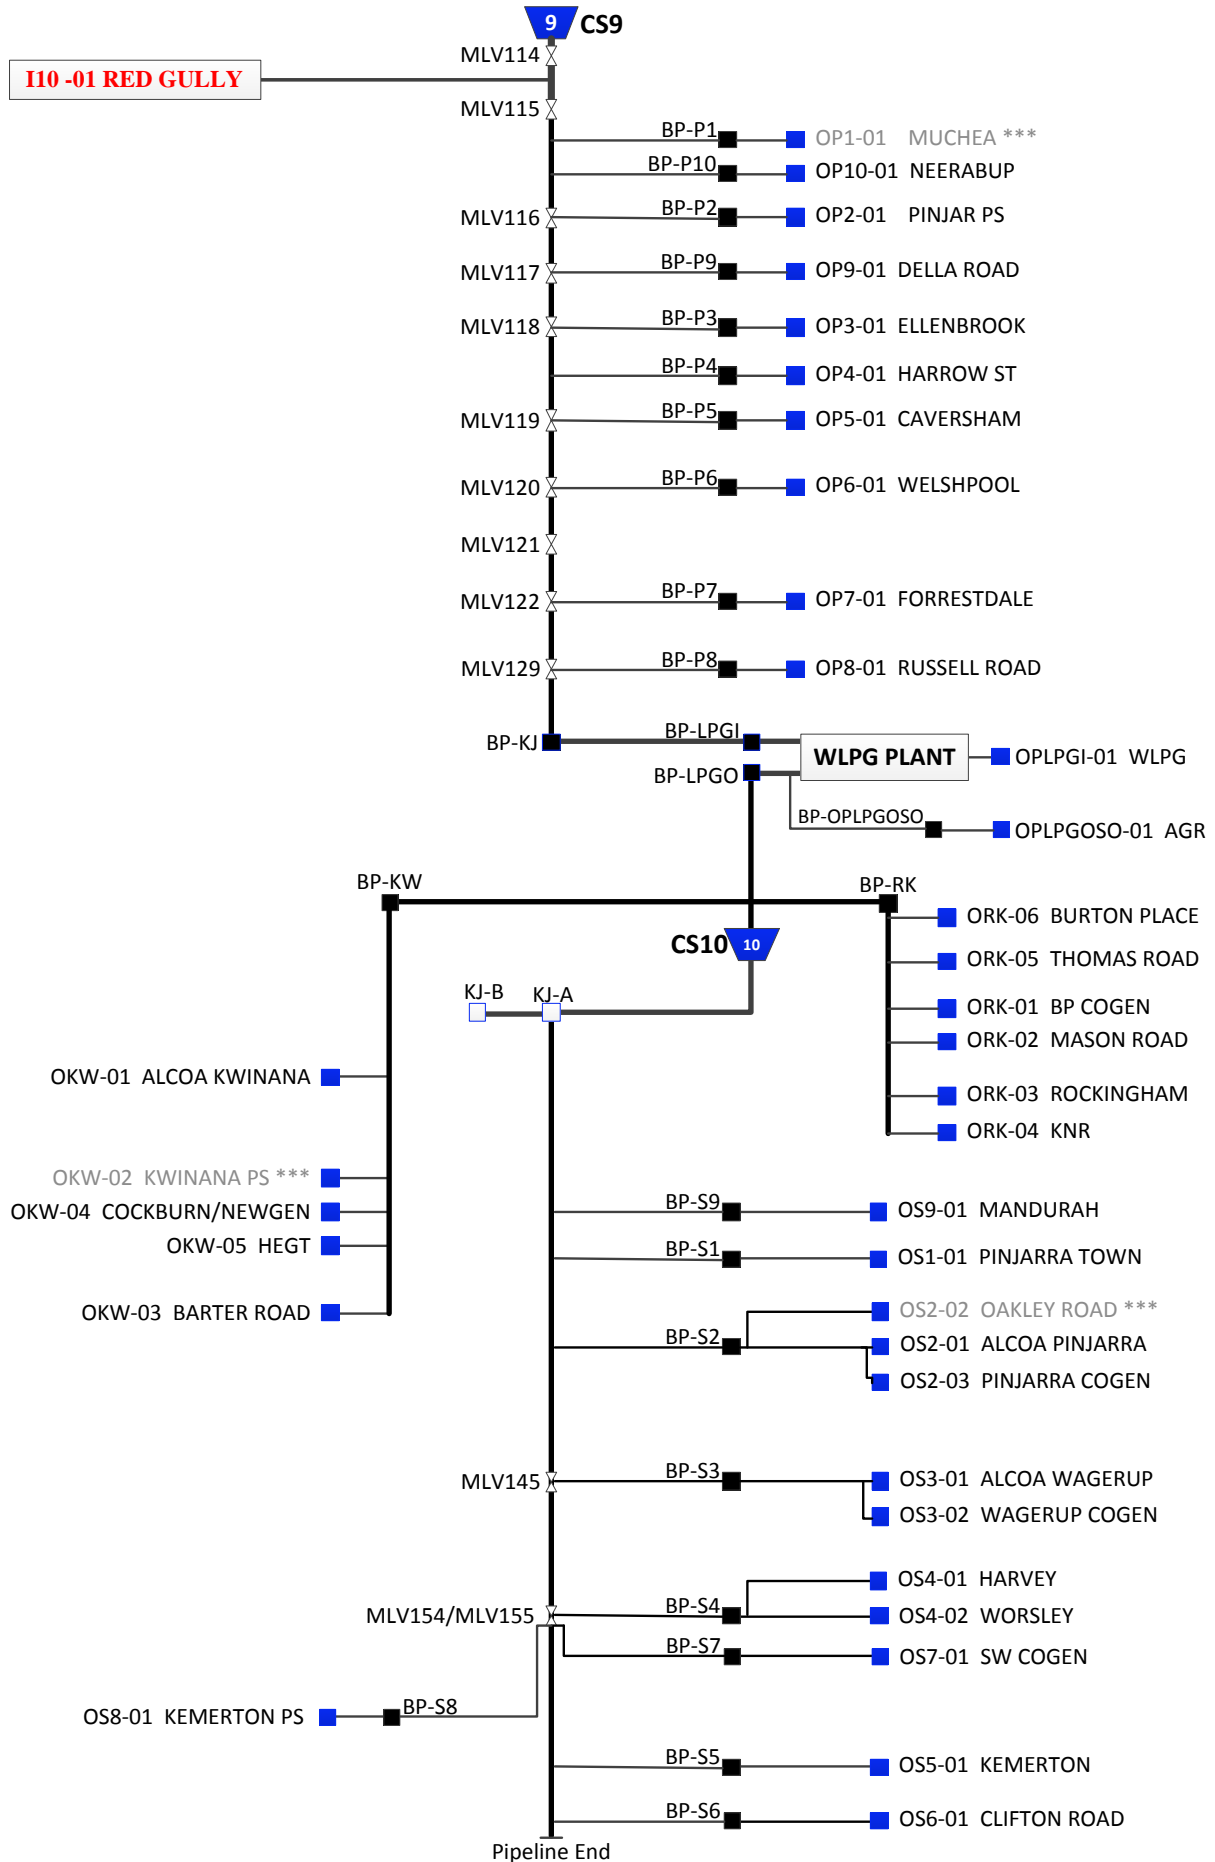 9 CS9
MLV114
I10 -01 RED GULLY
MLV115
BP-P1 OP1-01 MUCHEA ***
BP-P10 OP10-01 NEERABUP
MLV116 BP-P2 OP2-01 PINJAR PS
MLV117 BP-P9 OP9-01 DELLA ROAD
MLV118 BP-P3 OP3-01 ELLENBROOK
BP-P4 OP4-01 HARROW ST
MLV119 BP-P5 OP5-01 CAVERSHAM
MLV120 BP-P6 OP6-01 WELSHPOOL
MLV121
MLV122 BP-P7 OP7-01 FORRESTDALE
MLV129 BP-P8 OP8-01 RUSSELL ROAD
BP-KJ BP-LPGI
WLPG PLANT OPLPGI-01 WLPG
BP-LPGO
BP-OPLPGOSO OPLPGOSO-01 AGR
BP-KW BP-RK
ORK-06 BURTON PLACE
CS10 10
ORK-05 THOMAS ROAD
KJ-B KJ-A
ORK-01 BP COGEN
ORK-02 MASON ROAD
OKW-01 ALCOA KWINANA
ORK-03 ROCKINGHAM
ORK-04 KNR
OKW-02 KWINANA PS ***
OKW-04 COCKBURN/NEWGEN
BP-S9 OS9-01 MANDURAH
OKW-05 HEGT
BP-S1 OS1-01 PINJARRA TOWN
OKW-03 BARTER ROAD
OS2-02 OAKLEY ROAD ***
BP-S2 OS2-01 ALCOA PINJARRA
OS2-03 PINJARRA COGEN
MLV145 BP-S3 OS3-01 ALCOA WAGERUP
OS3-02 WAGERUP COGEN
OS4-01 HARVEY
MLV154/MLV155 BP-S4 OS4-02 WORSLEY
BP-S7 OS7-01 SW COGEN
OS8-01 KEMERTON PS BP-S8
BP-S5 OS5-01 KEMERTON
BP-S6 OS6-01 CLIFTON ROAD
Pipeline End